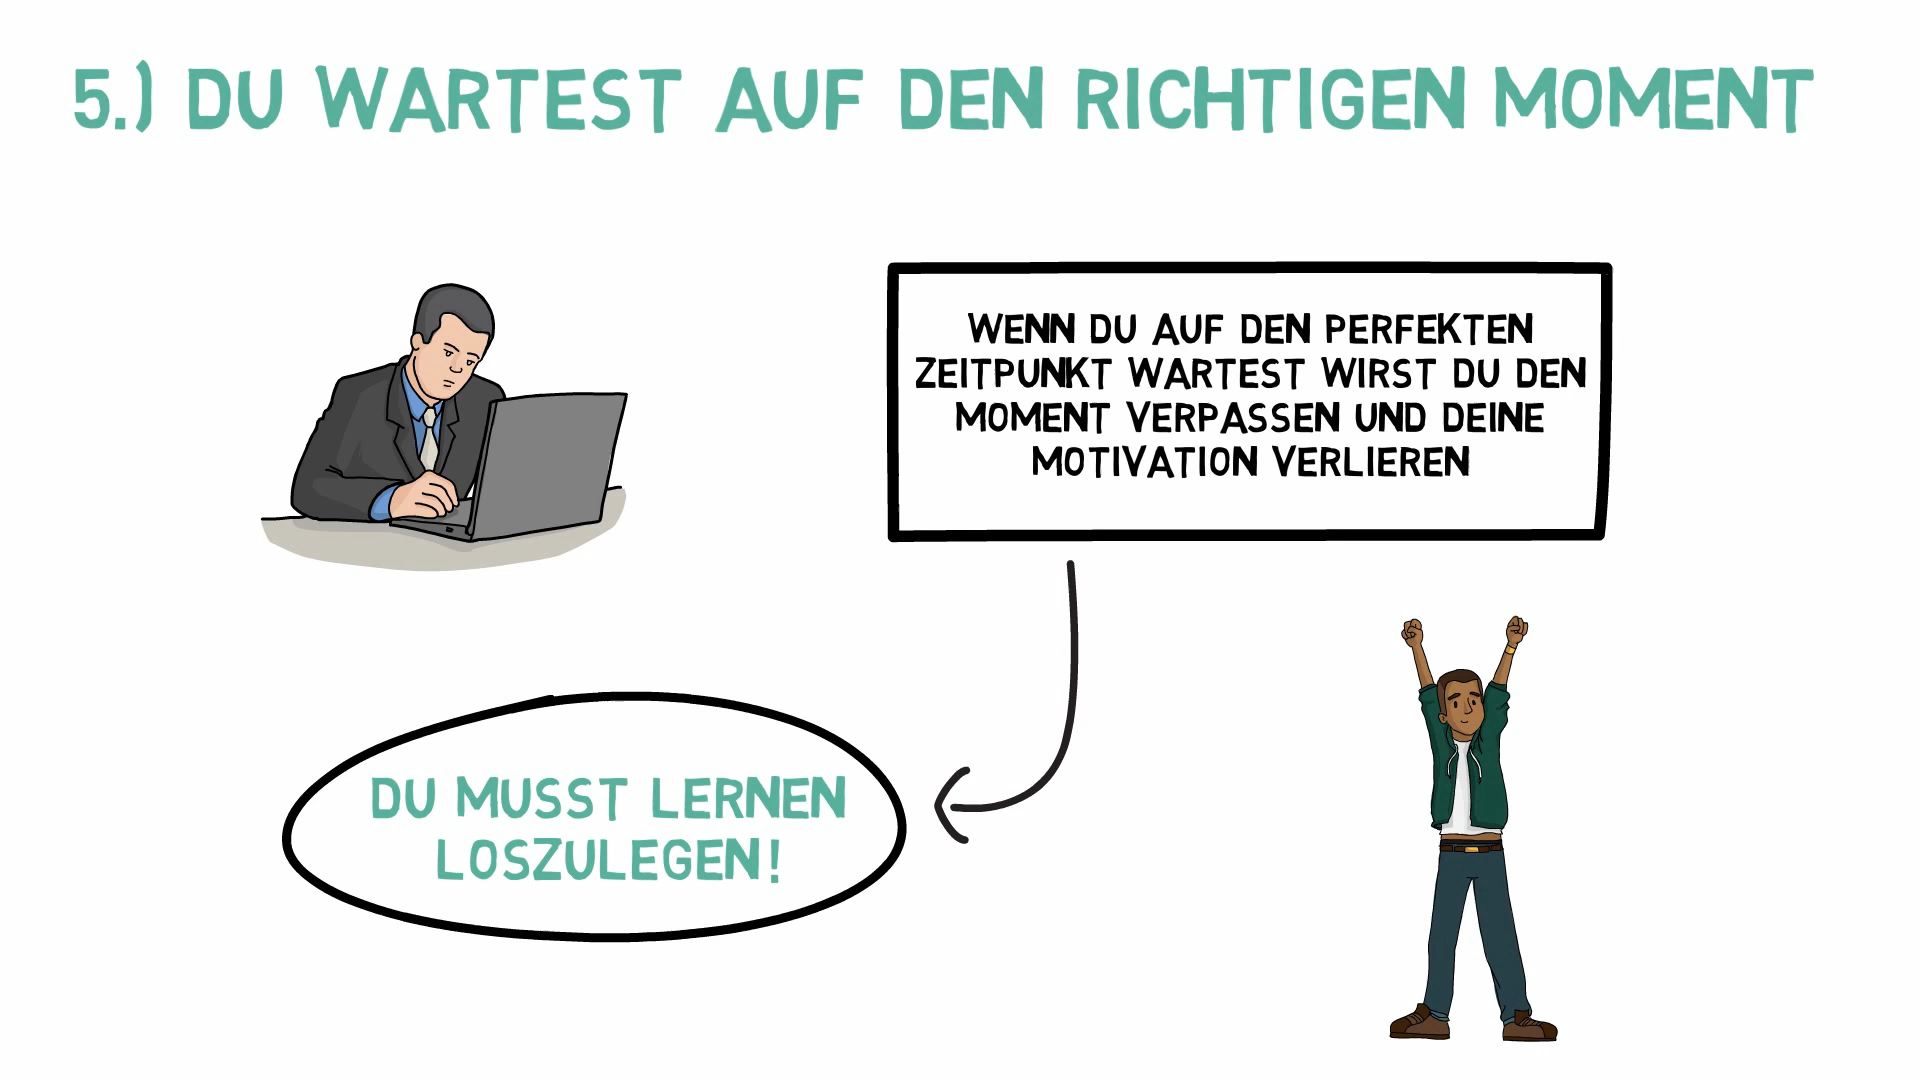 5.) DU WARTEST AUF DEN RICHTIGEN MOMENT
WENN DU AUF DEN PERFEKTEN
ZEITPUNKT WARTEST WIRST DU DEN
MOMENT VERPASSEN UND DEINE
MOTIVATION VERLIEREN
DU MUSST LERNEN
LOSZULEGEN!